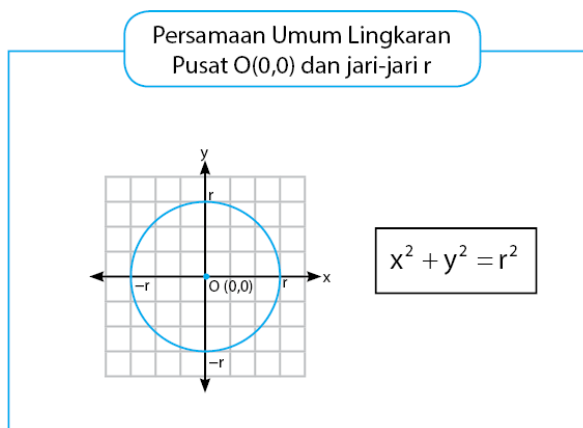 Persamaan Umum Lingkaran
Pusat O(0,0) dan jari-jari r
y
r
−r
O (0,0)
r
x
−r
x² + y² = r²